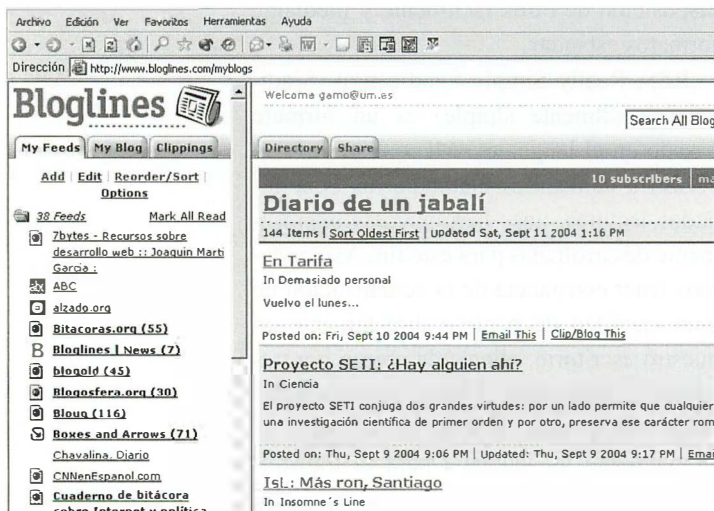 Archivo Edición Ver Favoritos Herramientas Ayuda
Dirección http://www.bloglines.com/myblogs
Bloglines
My Feeds My Blog Clippings
Add | Edit | Reorder/Sort |
Options
38 Feeds Mark All Read
7bytes - Recursos sobre
desarrollo web :: Joaquin Marti
Garcia :
ABC
alzado.org
Bitacoras.org (55)
Bloglines | News (7)
blogold (45)
Blogosfera.org (30)
Bloug (116)
Boxes and Arrows (71)
Chavalina. Diario
CNNenEspanol.com
Cuaderno de bitácora
sobre Internet y política
Welcome gamo@um.es
Search All Blog
Directory Share
10 subscribers | ma
Diario de un jabalí
144 Items | Sort Oldest First | Updated Sat, Sept 11 2004 1:16 PM
En Tarifa
In Demasiado personal
Vuelvo el lunes...
Posted on: Fri, Sept 10 2004 9:44 PM | Email This | Clip/Blog This
Proyecto SETI: ¿Hay alguien ahí?
In Ciencia
El proyecto SETI conjuga dos grandes virtudes: por un lado permite que cualquier
una investigación científica de primer orden y por otro, preserva ese carácter rom
Posted on: Thu, Sept 9 2004 9:06 PM | Updated: Thu, Sept 9 2004 9:17 PM | Emai
IsL: Más ron, Santiago
In Insomne´s Line